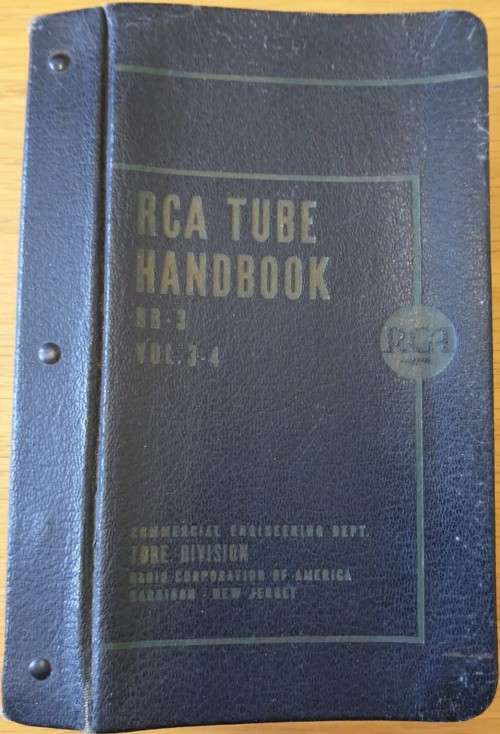 RCA TUBE
HANDBOOK
HB-3
VOL. 3-4
RCA
COMMERCIAL ENGINEERING DEPT.
TUBE DIVISION
RADIO CORPORATION OF AMERICA
HARRISON · NEW JERSEY